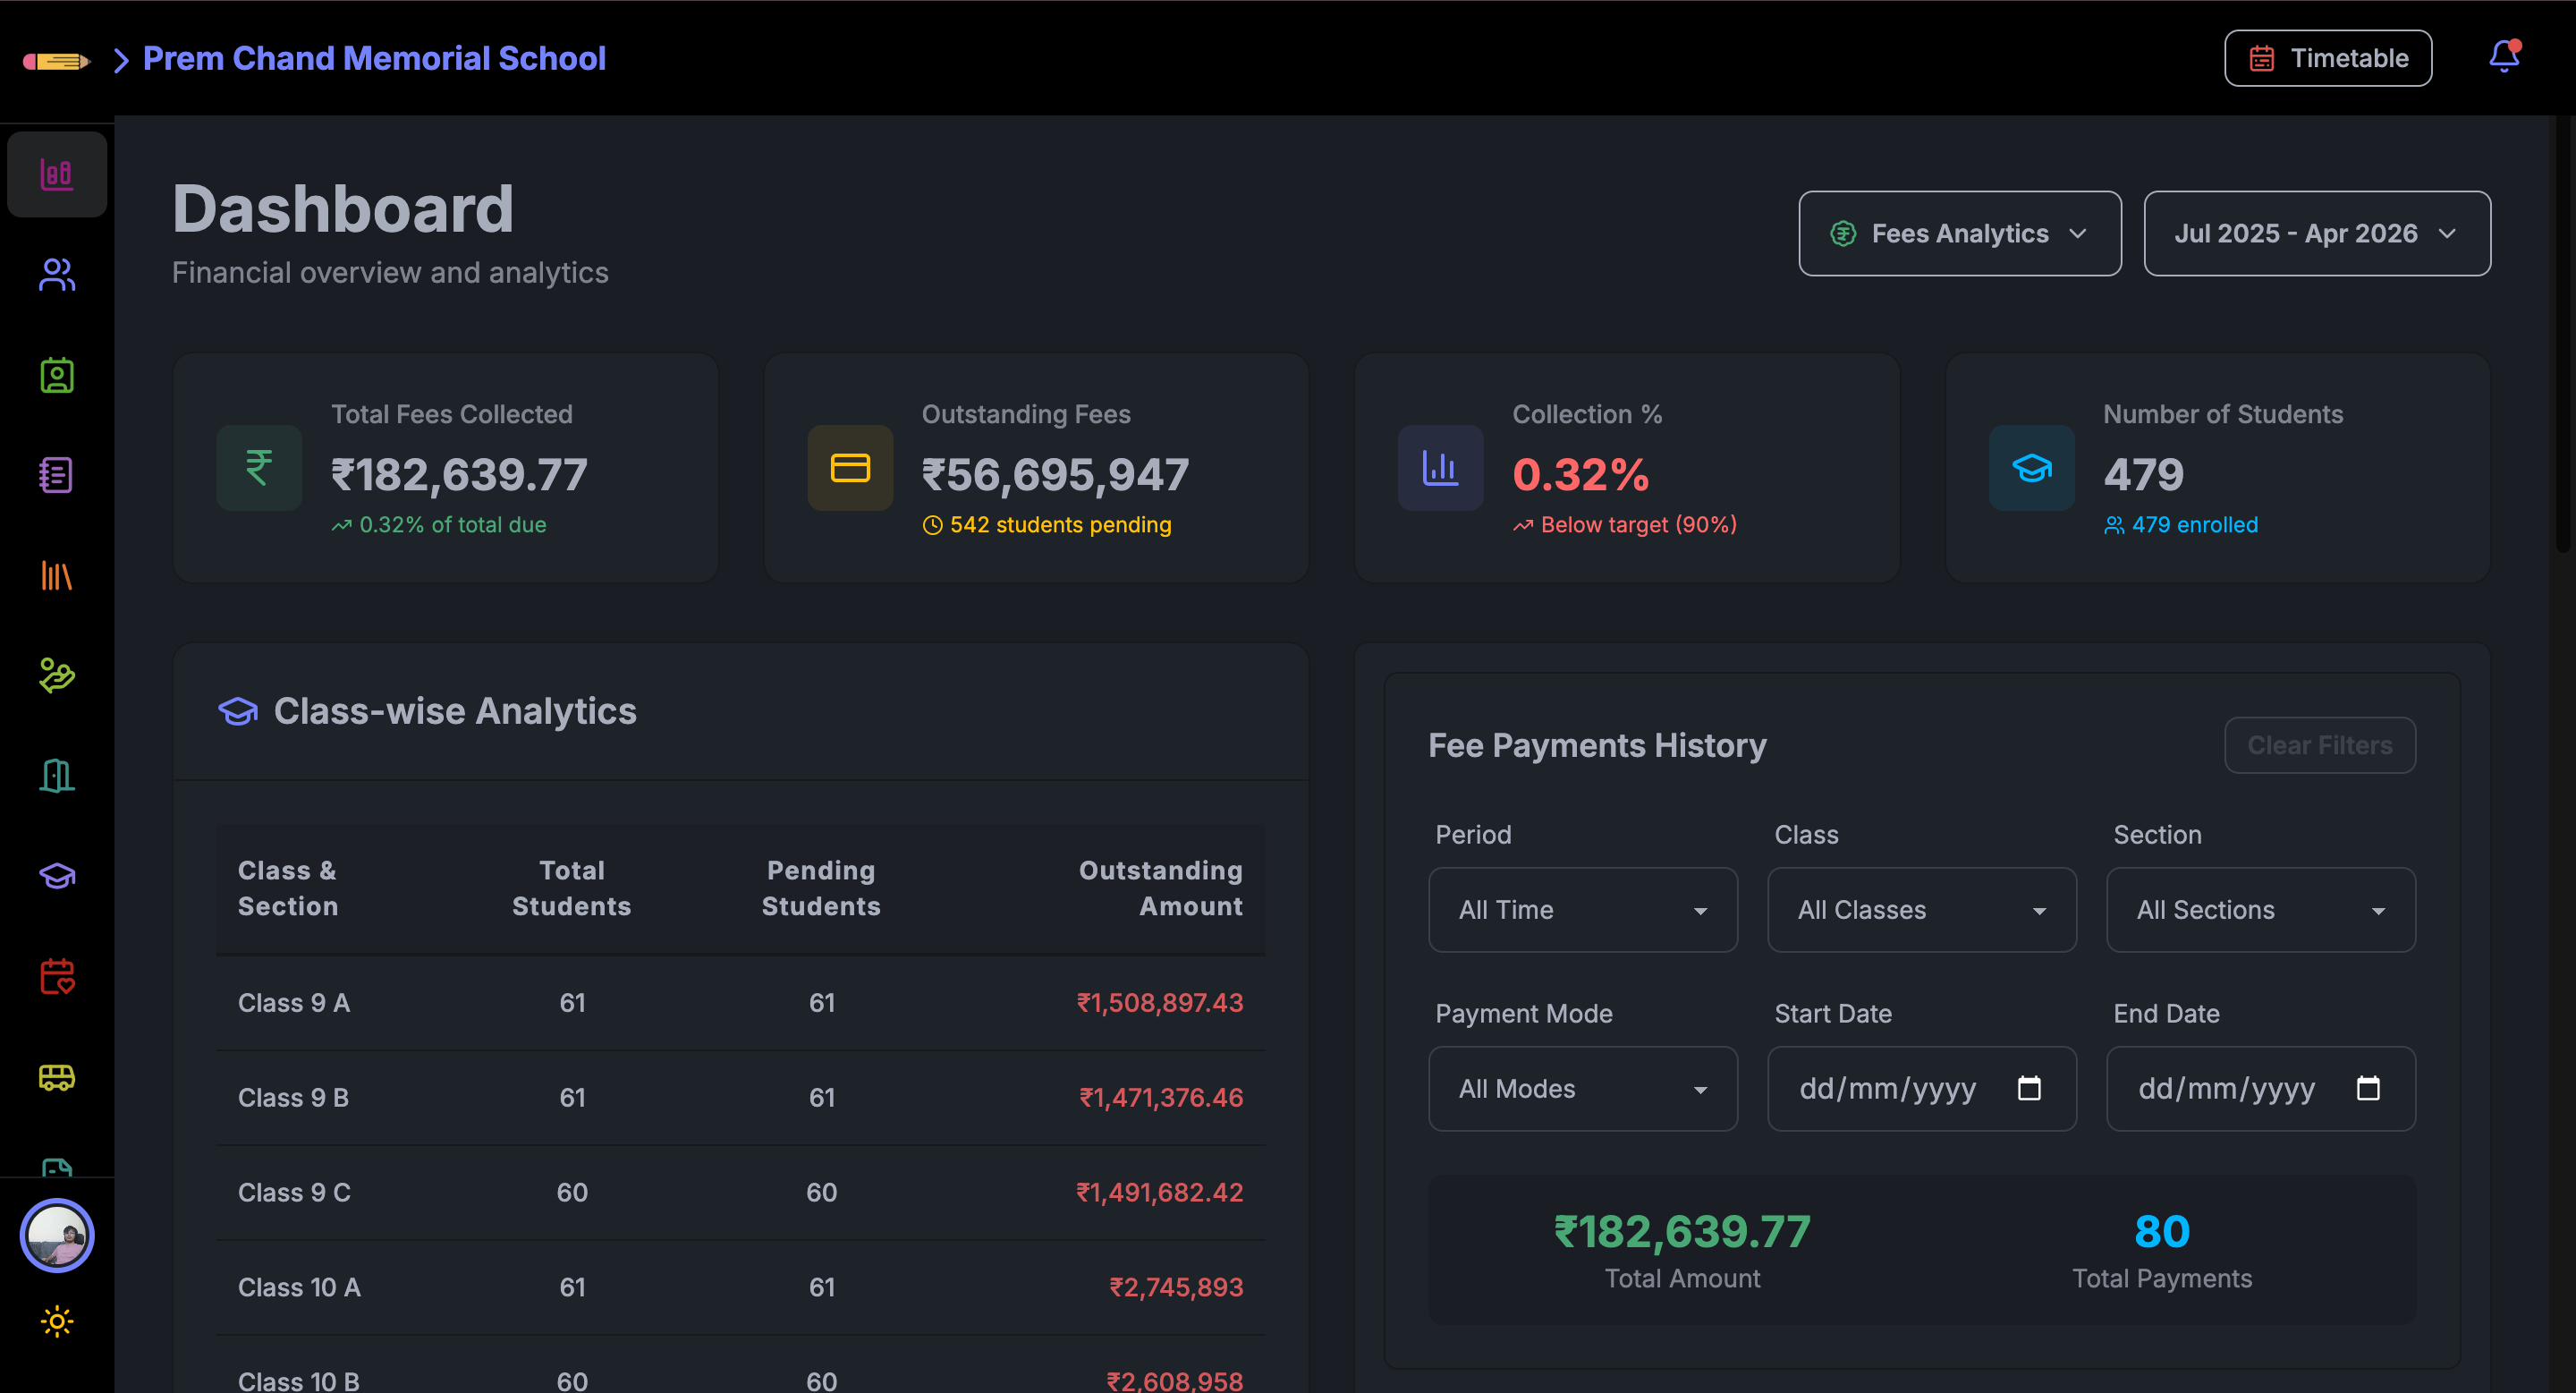 Prem Chand Memorial School
Timetable
Dashboard
Financial overview and analytics
Fees Analytics
Jul 2025 - Apr 2026
Total Fees Collected
₹182,639.77
0.32% of total due
Outstanding Fees
₹56,695,947
542 students pending
Collection %
0.32%
Below target (90%)
Number of Students
479
479 enrolled
Class-wise Analytics
Class & Section Total Students Pending Students Outstanding Amount
Class 9 A 61 61 ₹1,508,897.43
Class 9 B 61 61 ₹1,471,376.46
Class 9 C 60 60 ₹1,491,682.42
Class 10 A 61 61 ₹2,745,893
Class 10 B 60 60 ₹2,608,958
Fee Payments History
Clear Filters
Period Class Section
All Time All Classes All Sections
Payment Mode Start Date End Date
All Modes dd/mm/yyyy dd/mm/yyyy
₹182,639.77 80
Total Amount Total Payments